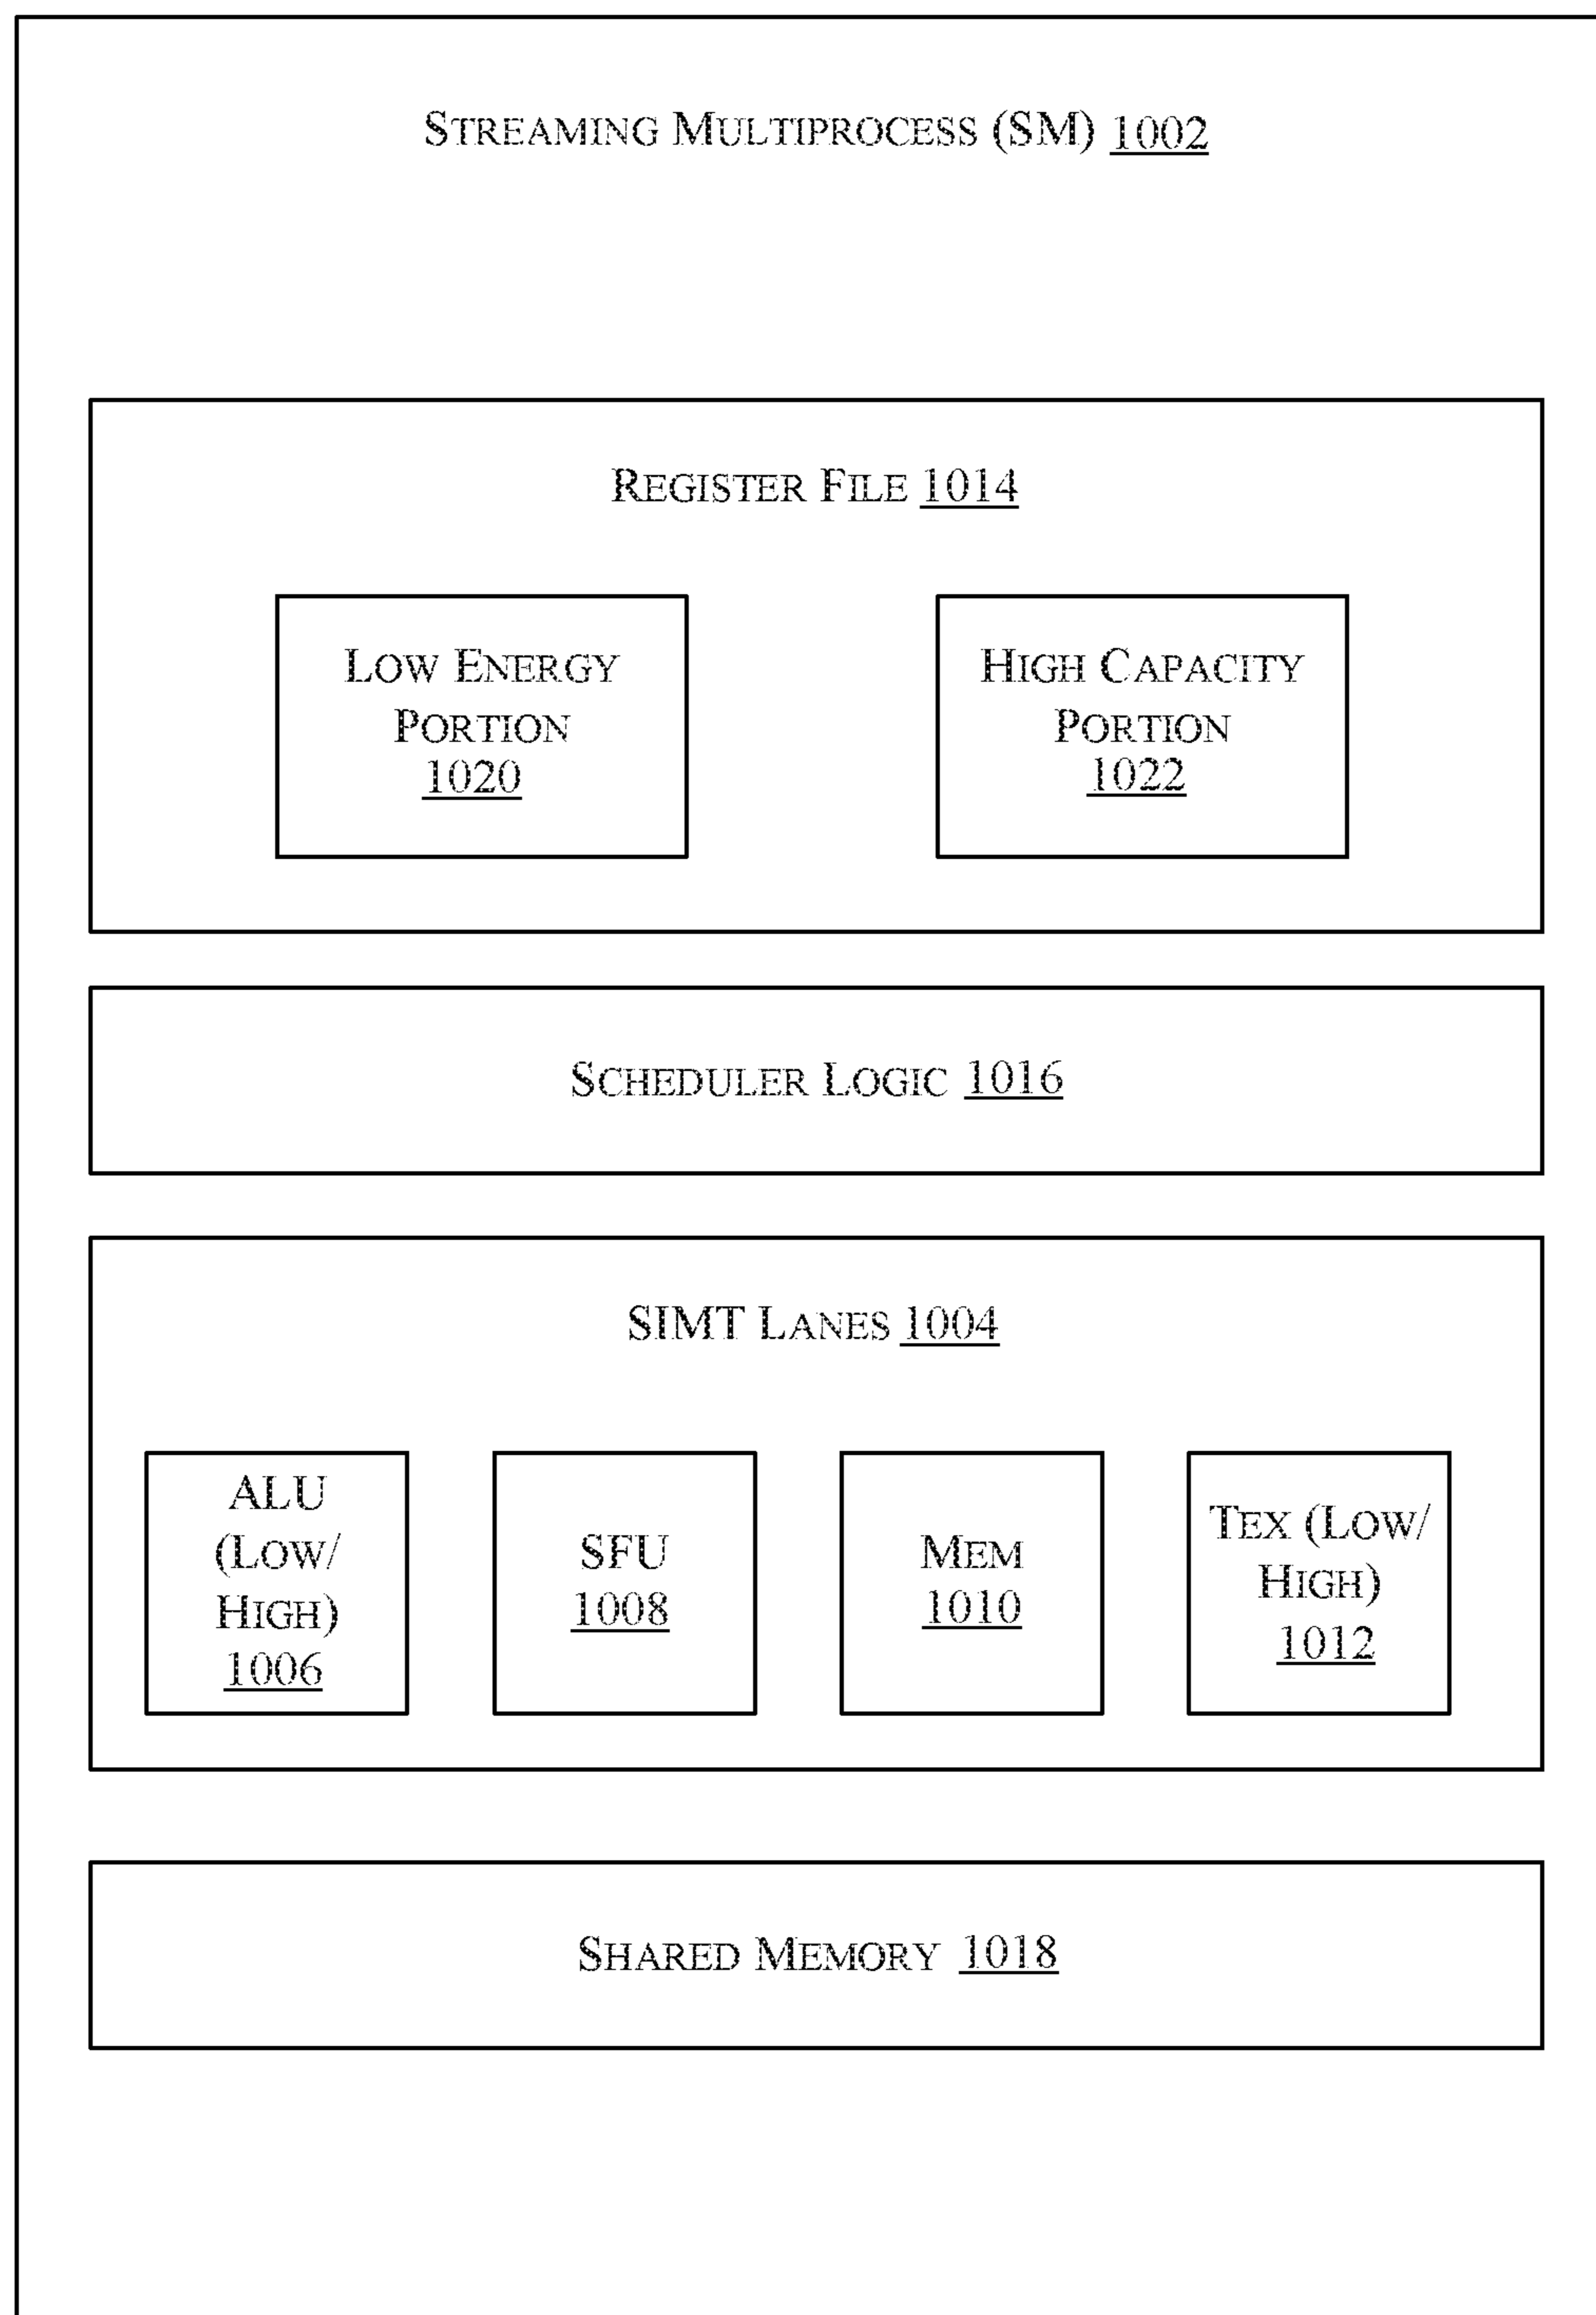 STREAMING MULTIPROCESS (SM) 1002
REGISTER FILE 1014
LOW ENERGY
PORTION
1020
HIGH CAPACITY
PORTION
1022
SCHEDULER LOGIC 1016
SIMT LANES 1004
ALU
(LOW/
HIGH)
1006
SFU
1008
MEM
1010
TEX (LOW/
HIGH)
1012
SHARED MEMORY 1018